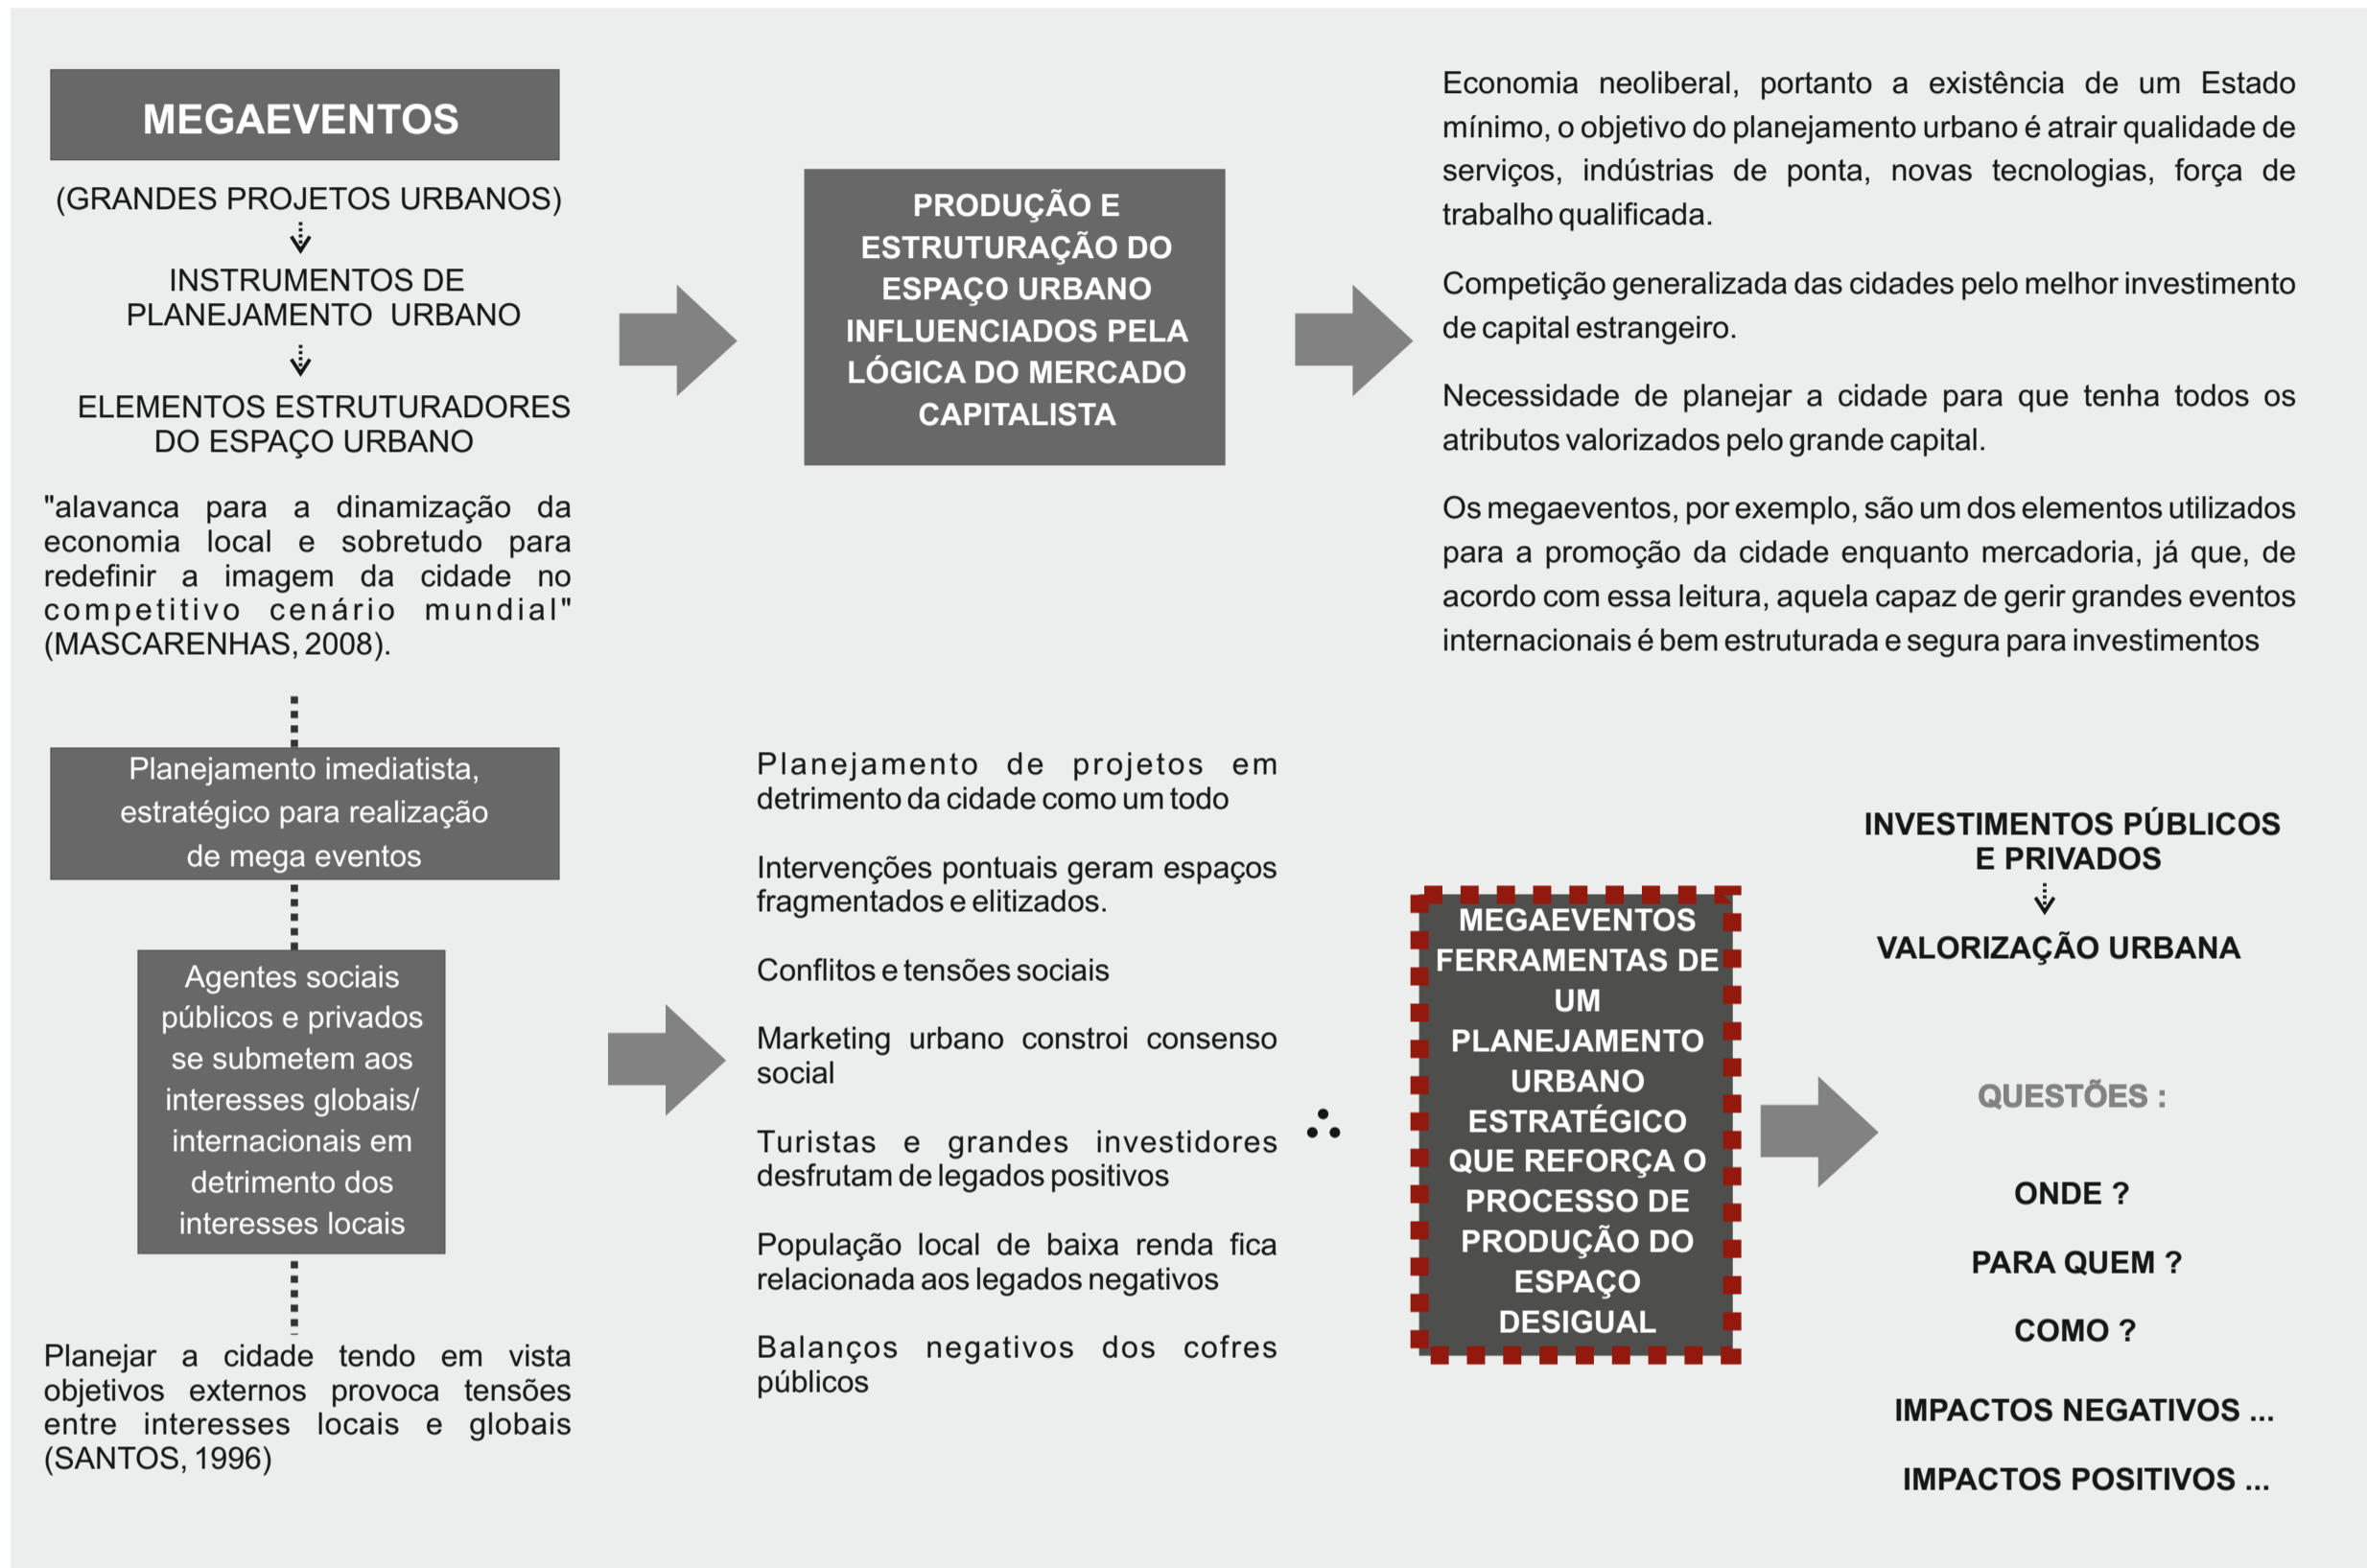 MEGAEVENTOS
(GRANDES PROJETOS URBANOS)
INSTRUMENTOS DE
PLANEJAMENTO URBANO
ELEMENTOS ESTRUTURADORES
DO ESPAÇO URBANO
"alavanca para a dinamização da
economia local e sobretudo para
redefinir a imagem da cidade no
competitivo cenário mundial"
(MASCARENHAS, 2008).
PRODUÇÃO E
ESTRUTURAÇÃO DO
ESPAÇO URBANO
INFLUENCIADOS PELA
LÓGICA DO MERCADO
CAPITALISTA
Economia neoliberal, portanto a existência de um Estado
mínimo, o objetivo do planejamento urbano é atrair qualidade de
serviços, indústrias de ponta, novas tecnologias, força de
trabalho qualificada.
Competição generalizada das cidades pelo melhor investimento
de capital estrangeiro.
Necessidade de planejar a cidade para que tenha todos os
atributos valorizados pelo grande capital.
Os megaeventos, por exemplo, são um dos elementos utilizados
para a promoção da cidade enquanto mercadoria, já que, de
acordo com essa leitura, aquela capaz de gerir grandes eventos
internacionais é bem estruturada e segura para investimentos
Planejamento imediatista,
estratégico para realização
de mega eventos
Agentes sociais
públicos e privados
se submetem aos
interesses globais/
internacionais em
detrimento dos
interesses locais
Planejar a cidade tendo em vista
objetivos externos provoca tensões
entre interesses locais e globais
(SANTOS, 1996)
Planejamento de projetos em
detrimento da cidade como um todo
Intervenções pontuais geram espaços
fragmentados e elitizados.
Conflitos e tensões sociais
Marketing urbano constroi consenso
social
Turistas e grandes investidores
desfrutam de legados positivos
População local de baixa renda fica
relacionada aos legados negativos
Balanços negativos dos cofres
públicos
MEGAEVENTOS
FERRAMENTAS DE
UM
PLANEJAMENTO
URBANO
ESTRATÉGICO
QUE REFORÇA O
PROCESSO DE
PRODUÇÃO DO
ESPAÇO
DESIGUAL
INVESTIMENTOS PÚBLICOS
E PRIVADOS
VALORIZAÇÃO URBANA
QUESTÕES :
ONDE ?
PARA QUEM ?
COMO ?
IMPACTOS NEGATIVOS ...
IMPACTOS POSITIVOS ...